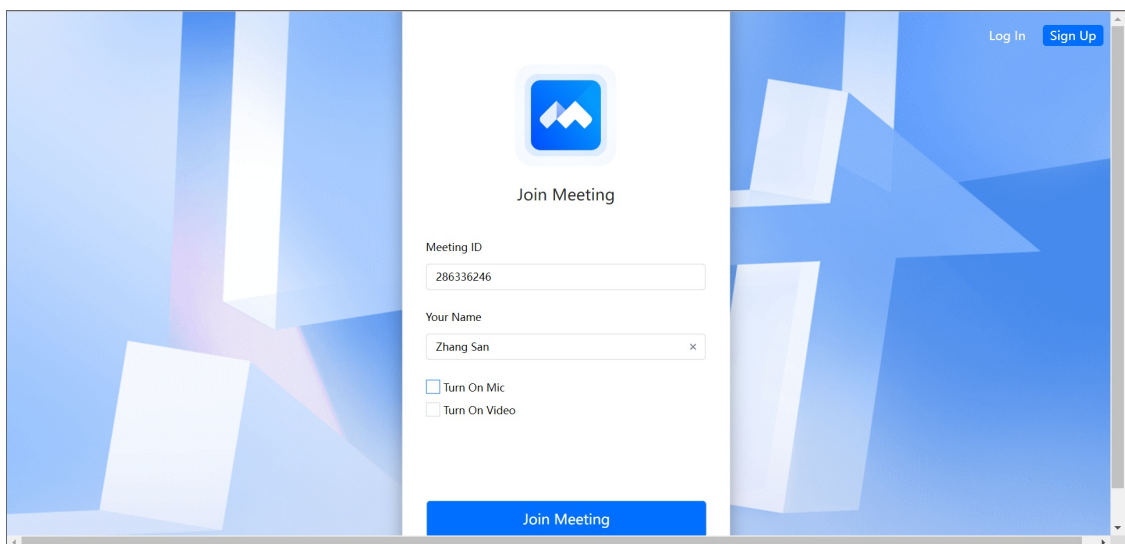 Log In Sign Up
Join Meeting
Meeting ID
286336246
Your Name
Zhang San
Turn On Mic
Turn On Video
Join Meeting